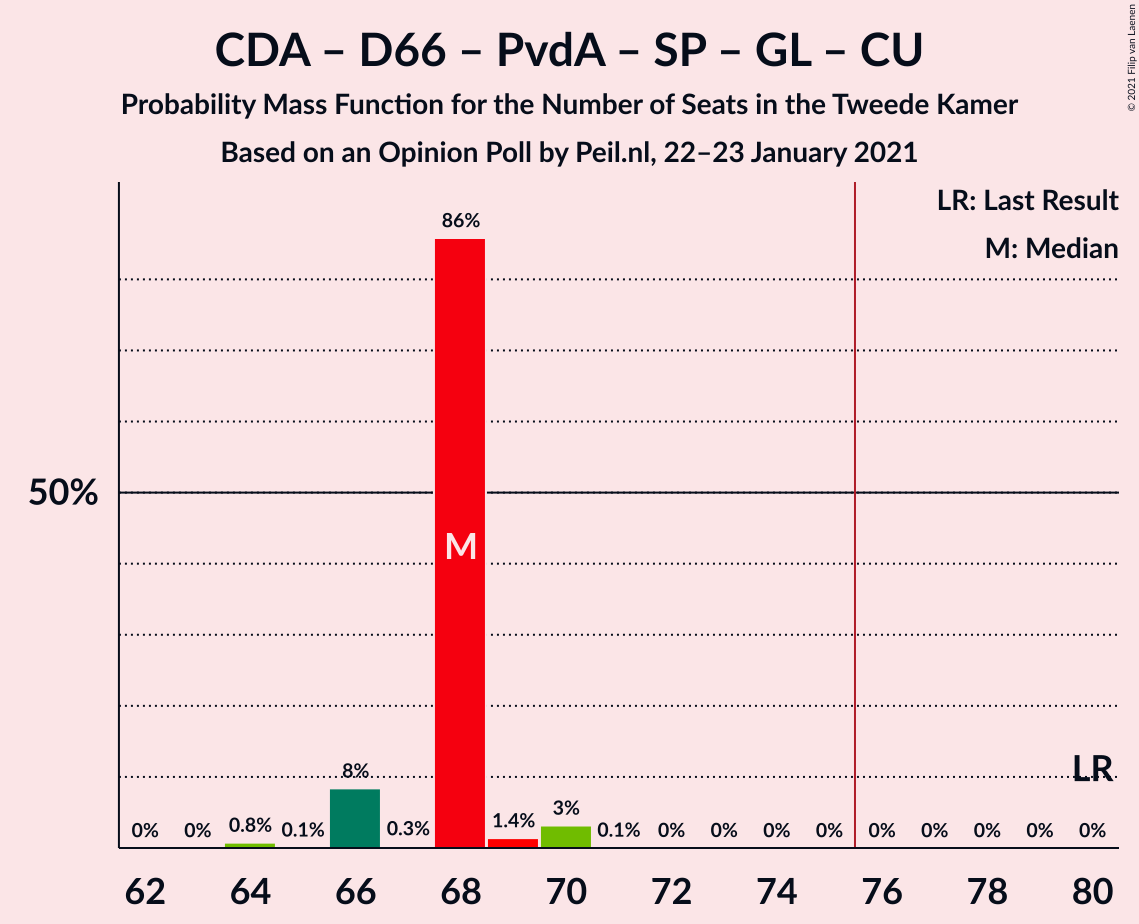 CDA – D66 – PvdA – SP – GL – CU
Probability Mass Function for the Number of Seats in the Tweede Kamer
Based on an Opinion Poll by Peil.nl, 22–23 January 2021
© 2021 Filip van Laenen
LR: Last Result
M: Median
86%
50%
M
LR
0% 0% 0.8% 0.1% 8% 0.3% 1.4% 3% 0.1% 0% 0% 0% 0% 0% 0% 0% 0% 0%
62 64 66 68 70 72 74 76 78 80